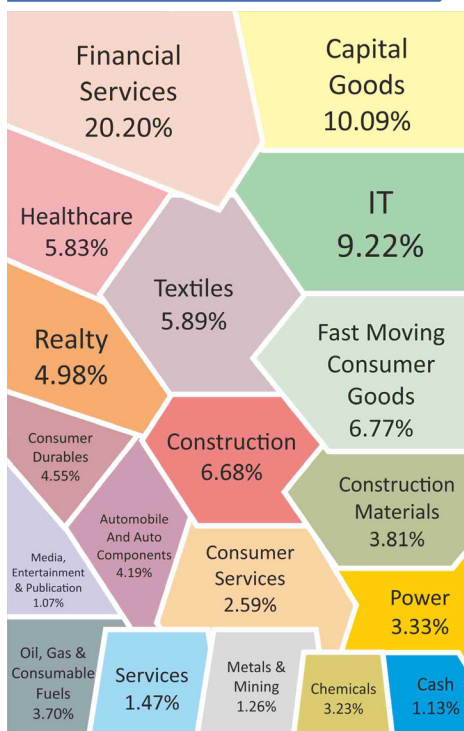 Financial
Services
20.20%
Capital
Goods
10.09%
Healthcare
5.83%
IT
9.22%
Textiles
5.89%
Realty
4.98%
Fast Moving
Consumer
Goods
6.77%
Consumer
Durables
4.55%
Construction
6.68%
Automobile
And Auto
Components
4.19%
Construction
Materials
3.81%
Media,
Entertainment
& Publication
1.07%
Consumer
Services
2.59%
Power
3.33%
Oil, Gas &
Consumable
Fuels
3.70%
Services
1.47%
Metals &
Mining
1.26%
Chemicals
3.23%
Cash
1.13%